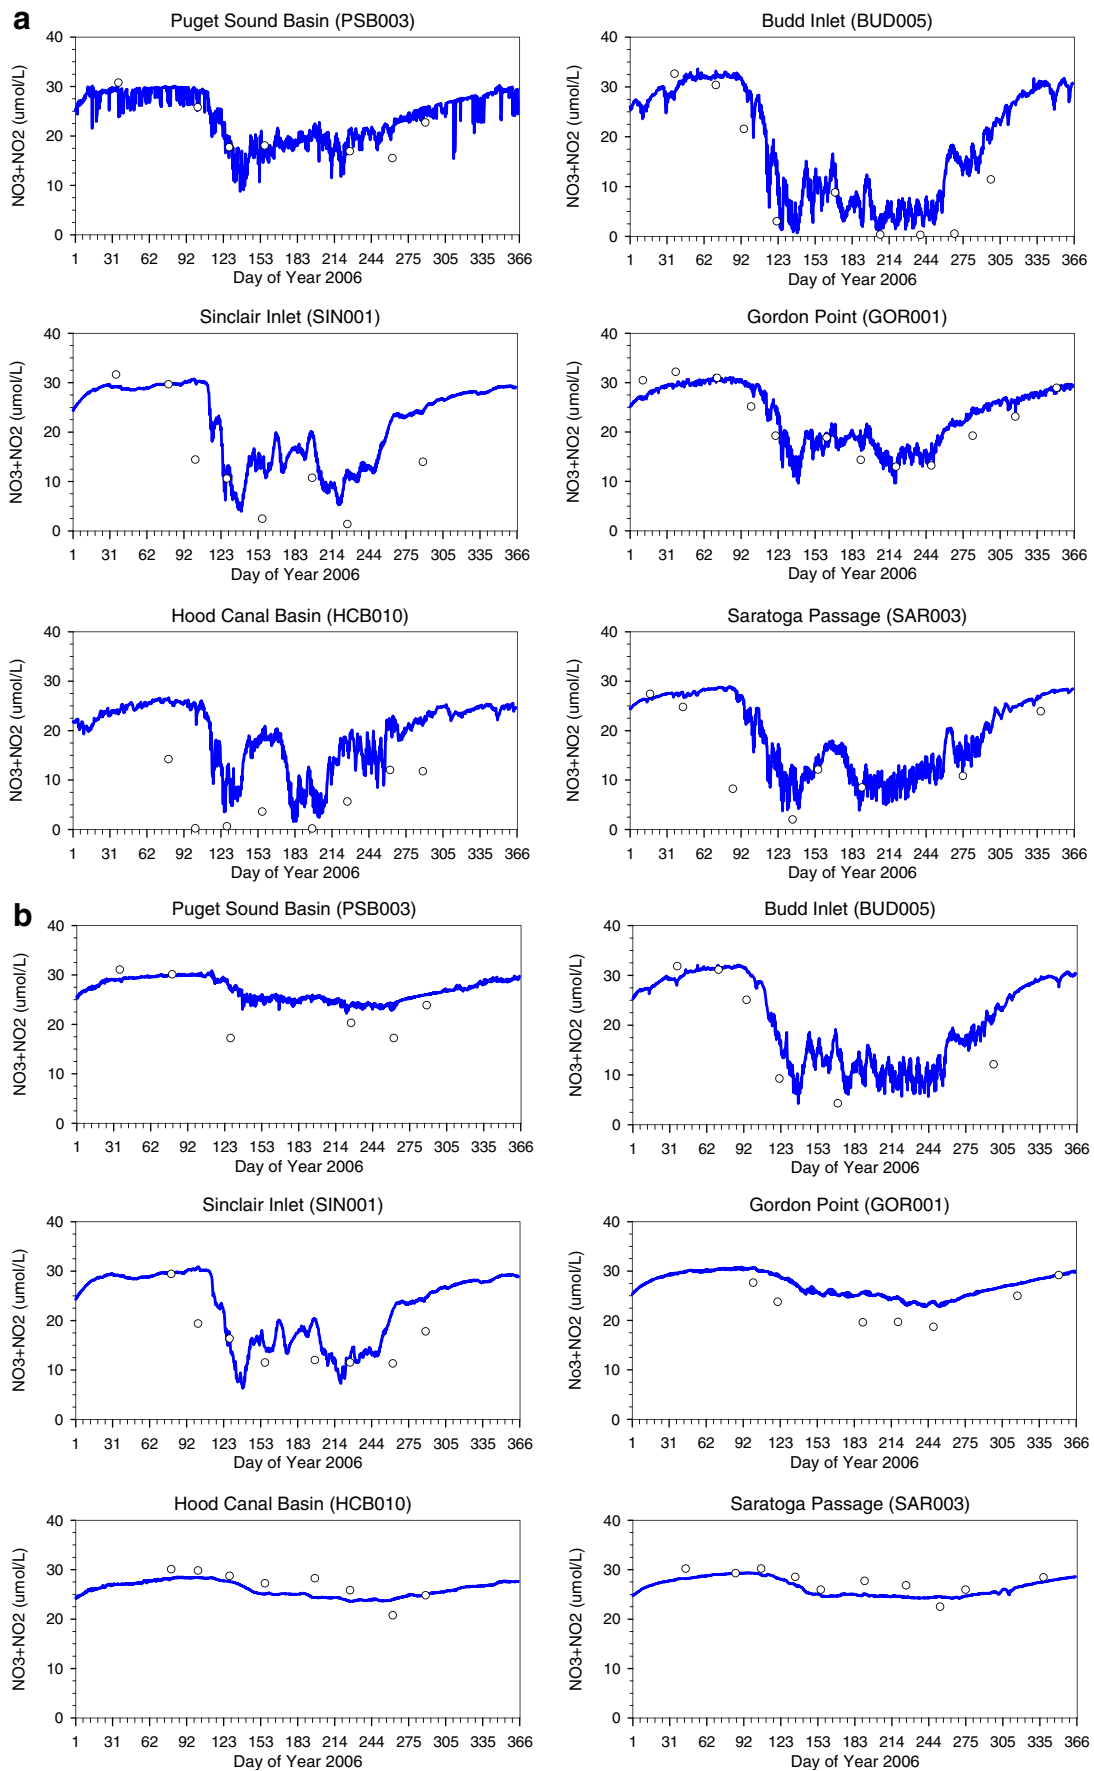 a
Puget Sound Basin (PSB003)
NO3+NO2 (umol/L)
40
30
20
10
0
1 31 62 92 123 153 183 214 244 275 305 335 366
Day of Year 2006
Budd Inlet (BUD005)
NO3+NO2 (umol/L)
40
30
20
10
0
1 31 62 92 123 153 183 214 244 275 305 335 366
Day of Year 2006
Sinclair Inlet (SIN001)
NO3+NO2 (umol/L)
40
30
20
10
0
1 31 62 92 123 153 183 214 244 275 305 335 366
Day of Year 2006
Gordon Point (GOR001)
NO3+NO2 (umol/L)
40
30
20
10
0
1 31 62 92 123 153 183 214 244 275 305 335 366
Day of Year 2006
Hood Canal Basin (HCB010)
NO3+NO2 (umol/L)
40
30
20
10
0
1 31 62 92 123 153 183 214 244 275 305 335 366
Day of Year 2006
Saratoga Passage (SAR003)
NO3+NO2 (umol/L)
40
30
20
10
0
1 31 62 92 123 153 183 214 244 275 305 335 366
Day of Year 2006
b
Puget Sound Basin (PSB003)
NO3+NO2 (umol/L)
40
30
20
10
0
1 31 62 92 123 153 183 214 244 275 305 335 366
Day of Year 2006
Budd Inlet (BUD005)
NO3+NO2 (umol/L)
40
30
20
10
0
1 31 62 92 123 153 183 214 244 275 305 335 366
Day of Year 2006
Sinclair Inlet (SIN001)
NO3+NO2 (umol/L)
40
30
20
10
0
1 31 62 92 123 153 183 214 244 275 305 335 366
Day of Year 2006
Gordon Point (GOR001)
No3+NO2 (umol/L)
40
30
20
10
0
1 31 62 92 123 153 183 214 244 275 305 335 366
Day of Year 2006
Hood Canal Basin (HCB010)
NO3+NO2 (umol/L)
40
30
20
10
0
1 31 62 92 123 153 183 214 244 275 305 335 366
Day of Year 2006
Saratoga Passage (SAR003)
NO3+NO2 (umol/L)
40
30
20
10
0
1 31 62 92 123 153 183 214 244 275 305 335 366
Day of Year 2006